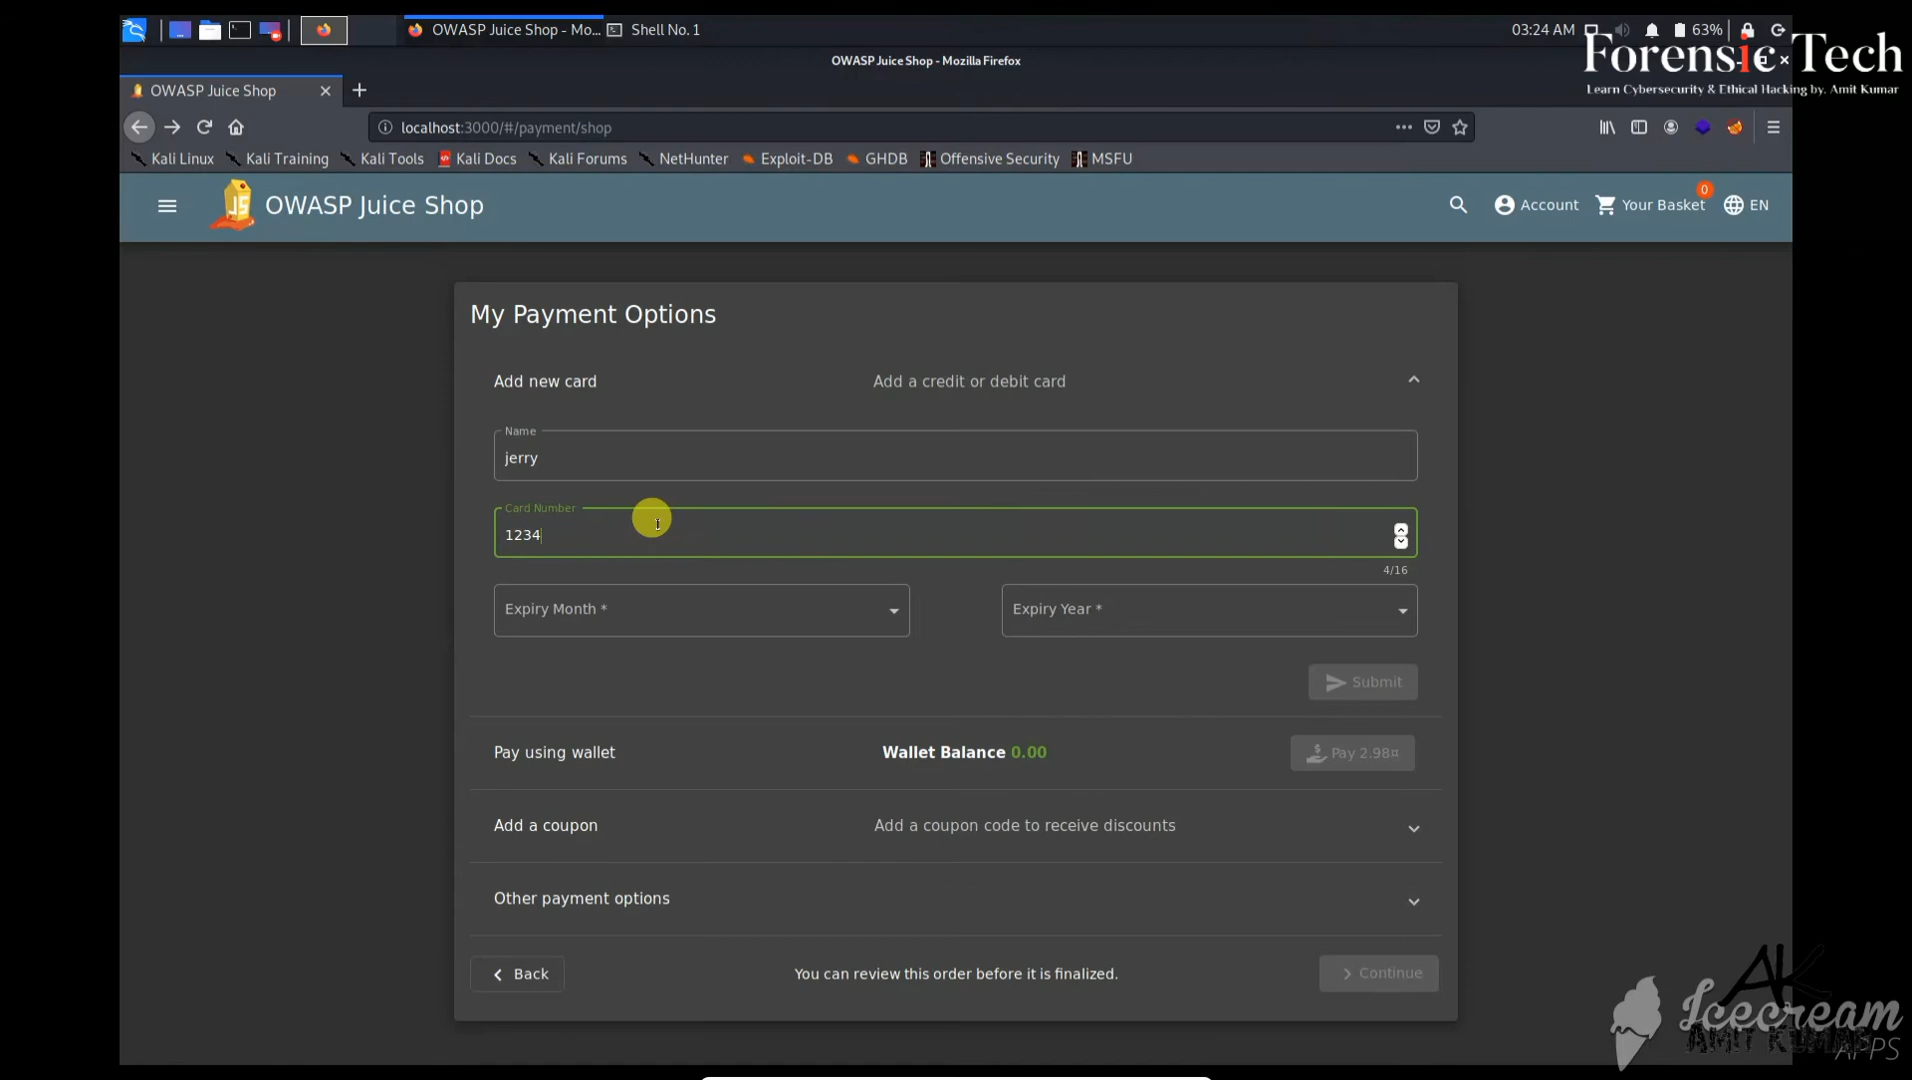 OWASP Juice Shop - Mo...
Shell No. 1
03:24 AM
63%
OWASP Juice Shop - Mozilla Firefox
Forensic Tech
Learn Cybersecurity & Ethical Hacking by. Amit Kumar
OWASP Juice Shop
localhost:3000/#/payment/shop
Kali Linux
Kali Training
Kali Tools
Kali Docs
Kali Forums
NetHunter
Exploit-DB
GHDB
Offensive Security
MSFU
JS
OWASP Juice Shop
Account
Your Basket
0
EN
My Payment Options
Add new card
Add a credit or debit card
Name
jerry
Card Number
1234
4/16
Expiry Month *
Expiry Year *
Submit
Pay using wallet
Wallet Balance 0.00
Pay 2.98¤
Add a coupon
Add a coupon code to receive discounts
Other payment options
Back
You can review this order before it is finalized.
Continue
AK
Icecream
AMIT KUMAR
APPS